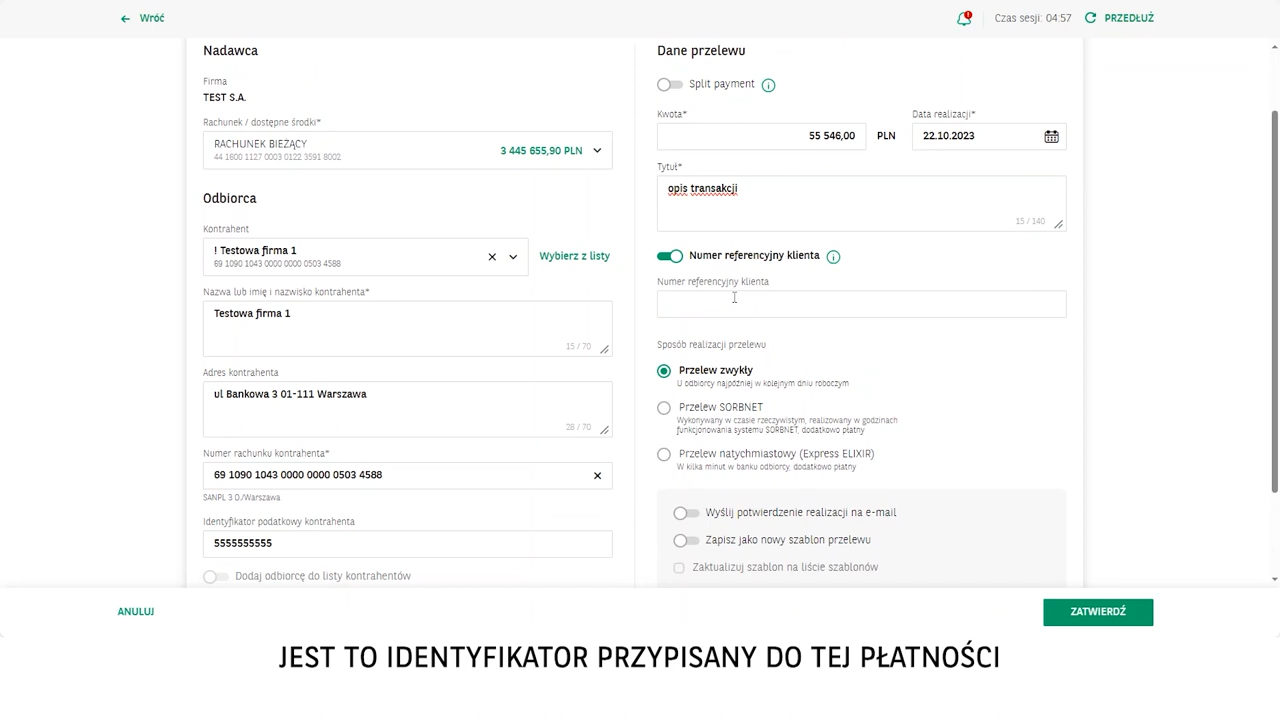 Wróć
Czas sesji: 04:57 PRZEDŁUŻ
Nadawca
Firma
TEST S.A.
Rachunek / dostępne środki*
RACHUNEK BIEŻĄCY
44 1600 1127 0003 0122 3591 8002
3 445 655,90 PLN
Odbiorca
Kontrahent
! Testowa firma 1
69 1090 1043 0000 0000 0503 4588
Wybierz z listy
Nazwa lub imię i nazwisko kontrahenta*
Testowa firma 1
15 / 70
Adres kontrahenta
ul Bankowa 3 01-111 Warszawa
28 / 70
Numer rachunku kontrahenta*
69 1090 1043 0000 0000 0503 4588
SANPL 3 O./Warszawa
Identyfikator podatkowy kontrahenta
5555555555
Dodaj odbiorcę do listy kontrahentów
Dane przelewu
Split payment
Kwota*
55 546,00 PLN
Data realizacji*
22.10.2023
Tytuł*
opis transakcji
15 / 140
Numer referencyjny klienta
Numer referencyjny klienta
Sposób realizacji przelewu
Przelew zwykły
U odbiorcy najpóźniej w kolejnym dniu roboczym
Przelew SORBNET
Wykonywany w czasie rzeczywistym, realizowany w godzinach
funkcjonowania systemu SORBNET, dodatkowo płatny
Przelew natychmiastowy (Express ELIXIR)
W kilka minut w banku odbiorcy, dodatkowo płatny
Wyślij potwierdzenie realizacji na e-mail
Zapisz jako nowy szablon przelewu
Zaktualizuj szablon na liście szablonów
ANULUJ
ZATWIERDŹ
JEST TO IDENTYFIKATOR PRZYPISANY DO TEJ PŁATNOŚCI